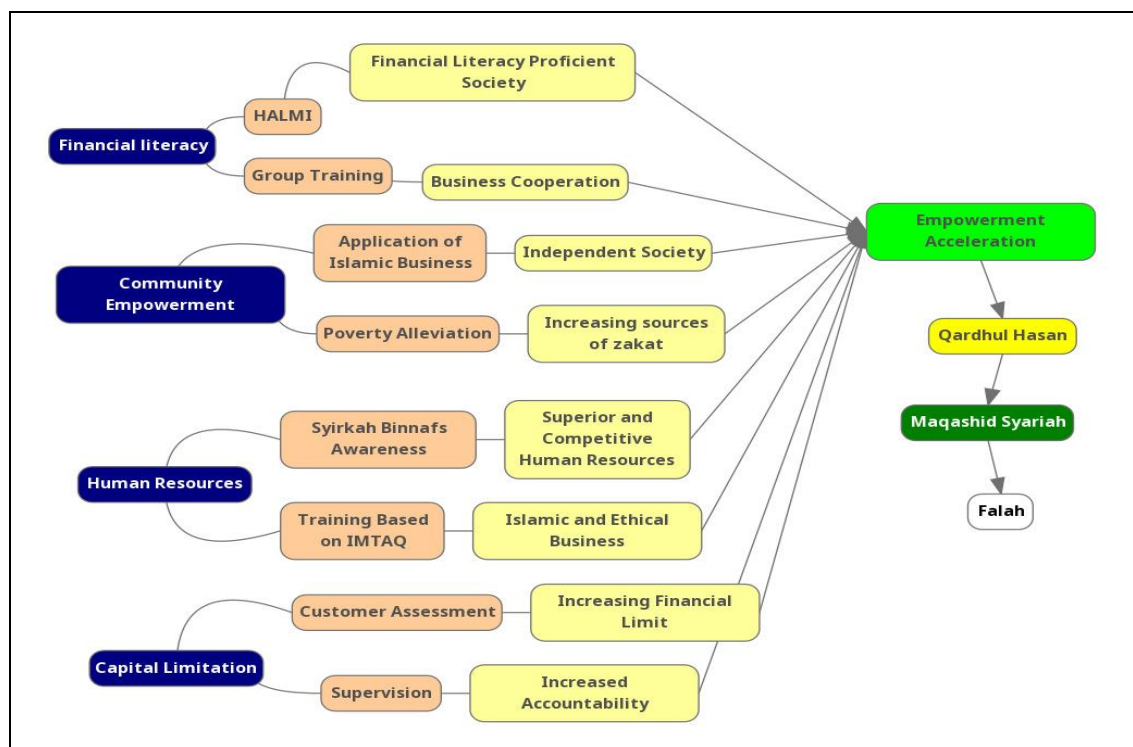 Financial Literacy Proficient
Society
HALMI
Financial literacy
Group Training
Business Cooperation
Empowerment
Acceleration
Application of
Islamic Business
Independent Society
Community
Empowerment
Poverty Alleviation
Increasing sources
of zakat
Qardhul Hasan
Maqashid Syariah
Syirkah Binnafs
Awareness
Superior and
Competitive
Human Resources
Human Resources
Training Based
on IMTAQ
Islamic and Ethical
Business
Falah
Customer Assessment
Increasing Financial
Limit
Capital Limitation
Supervision
Increased
Accountability